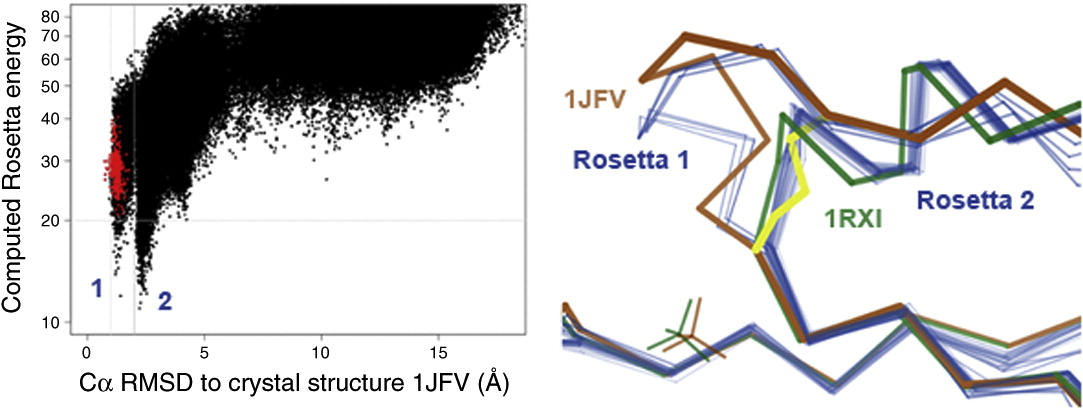 Computed Rosetta energy
80
70
60
50
40
30
20
10
1
2
0
5
10
15
Cα RMSD to crystal structure 1JFV (Å)
1JFV
Rosetta 1
1RXI
Rosetta 2